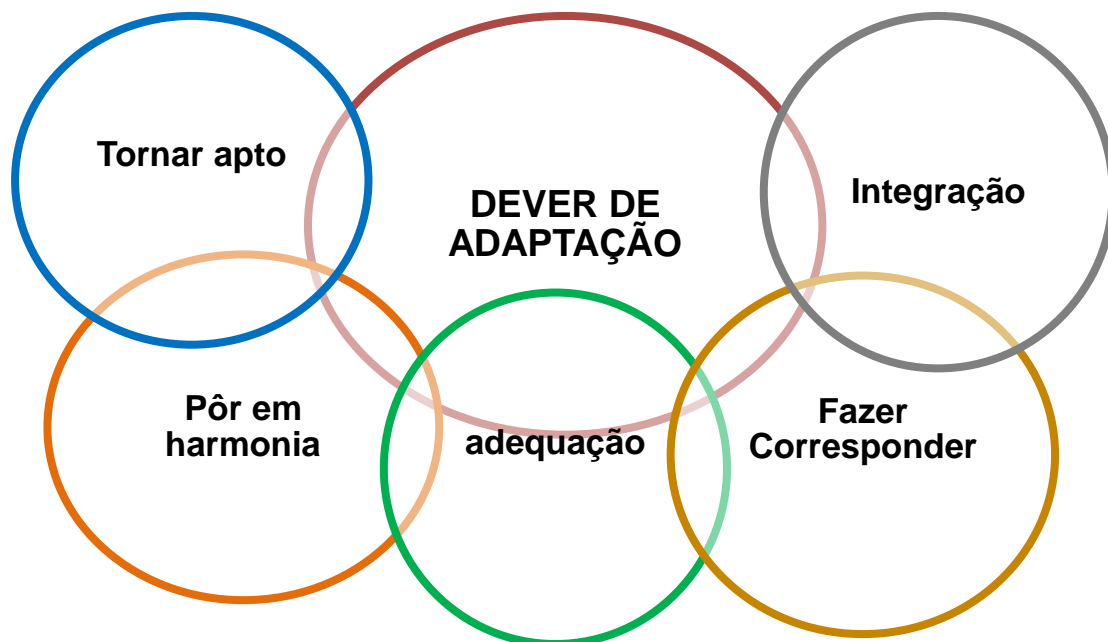 Tornar apto
DEVER DE
ADAPTAÇÃO
Integração
Pôr em
harmonia
adequação
Fazer
Corresponder